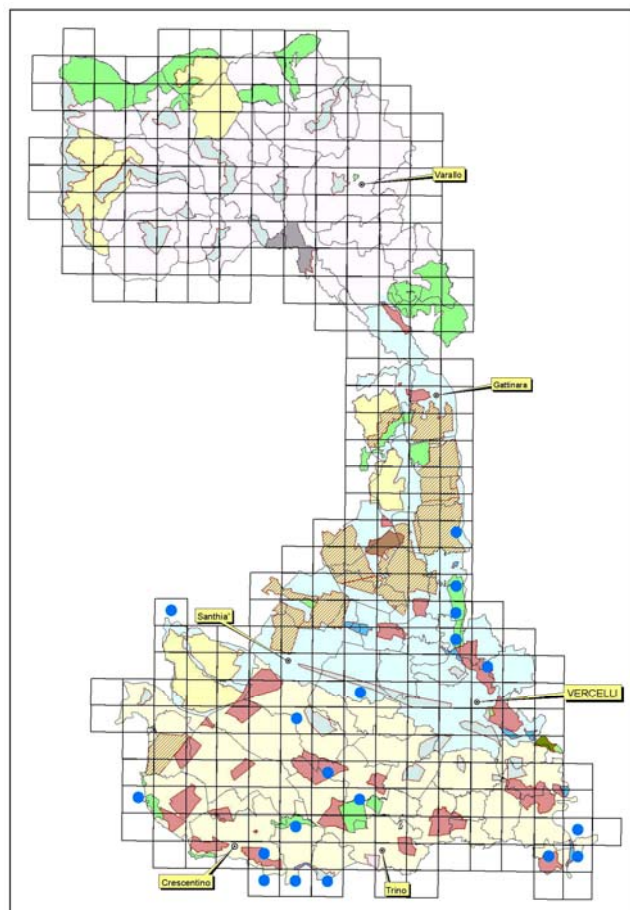 Varallo
Gattinara
Santhia'
VERCELLI
Crescentino
Trino